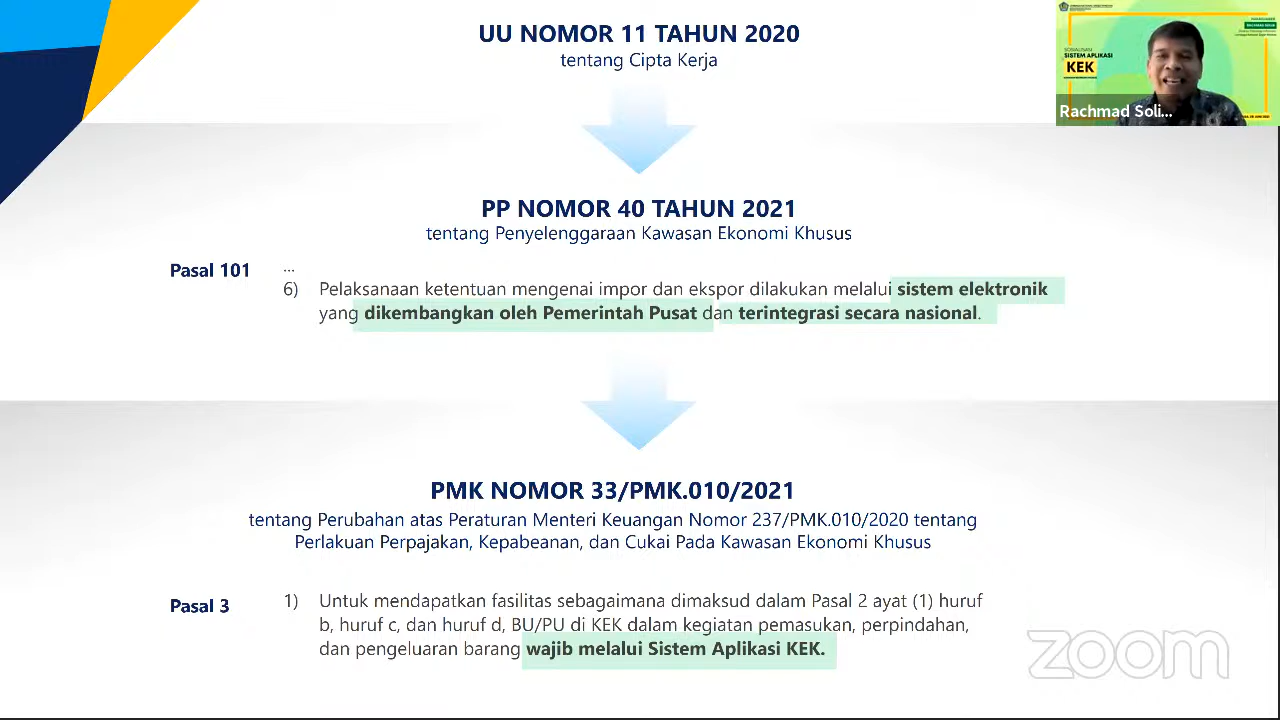 UU NOMOR 11 TAHUN 2020
tentang Cipta Kerja
SOSIALISASI
SISTEM APLIKASI
KEK
Rachmad Soli...
PP NOMOR 40 TAHUN 2021
tentang Penyelenggaraan Kawasan Ekonomi Khusus
Pasal 101
...
6) Pelaksanaan ketentuan mengenai impor dan ekspor dilakukan melalui sistem elektronik
yang dikembangkan oleh Pemerintah Pusat dan terintegrasi secara nasional.
PMK NOMOR 33/PMK.010/2021
tentang Perubahan atas Peraturan Menteri Keuangan Nomor 237/PMK.010/2020 tentang
Perlakuan Perpajakan, Kepabeanan, dan Cukai Pada Kawasan Ekonomi Khusus
Pasal 3
1) Untuk mendapatkan fasilitas sebagaimana dimaksud dalam Pasal 2 ayat (1) huruf
b, huruf c, dan huruf d, BU/PU di KEK dalam kegiatan pemasukan, perpindahan,
dan pengeluaran barang wajib melalui Sistem Aplikasi KEK.
zoom